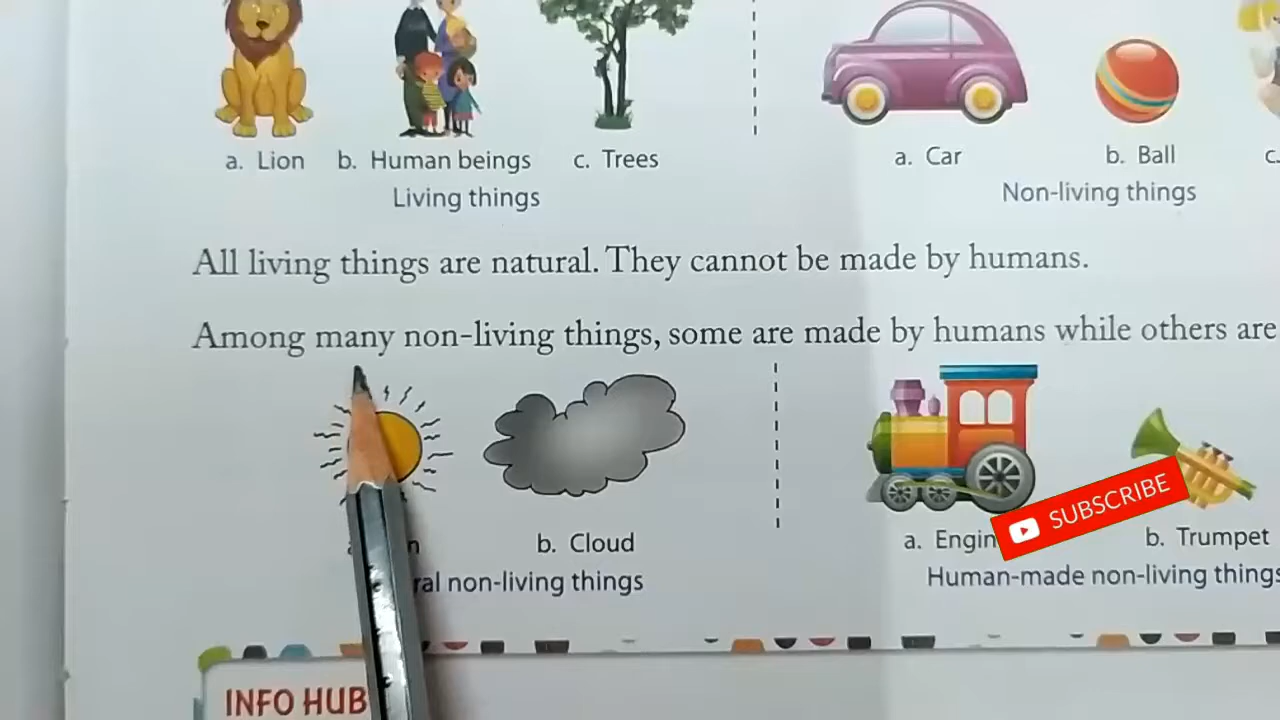 a. Lion b. Human beings c. Trees
Living things
a. Car b. Ball c.
Non-living things
All living things are natural. They cannot be made by humans.
Among many non-living things, some are made by humans while others are
b. Cloud
non-living things
a. b. Trumpet
Human-made non-living things
SUBSCRIBE
INFO HUB